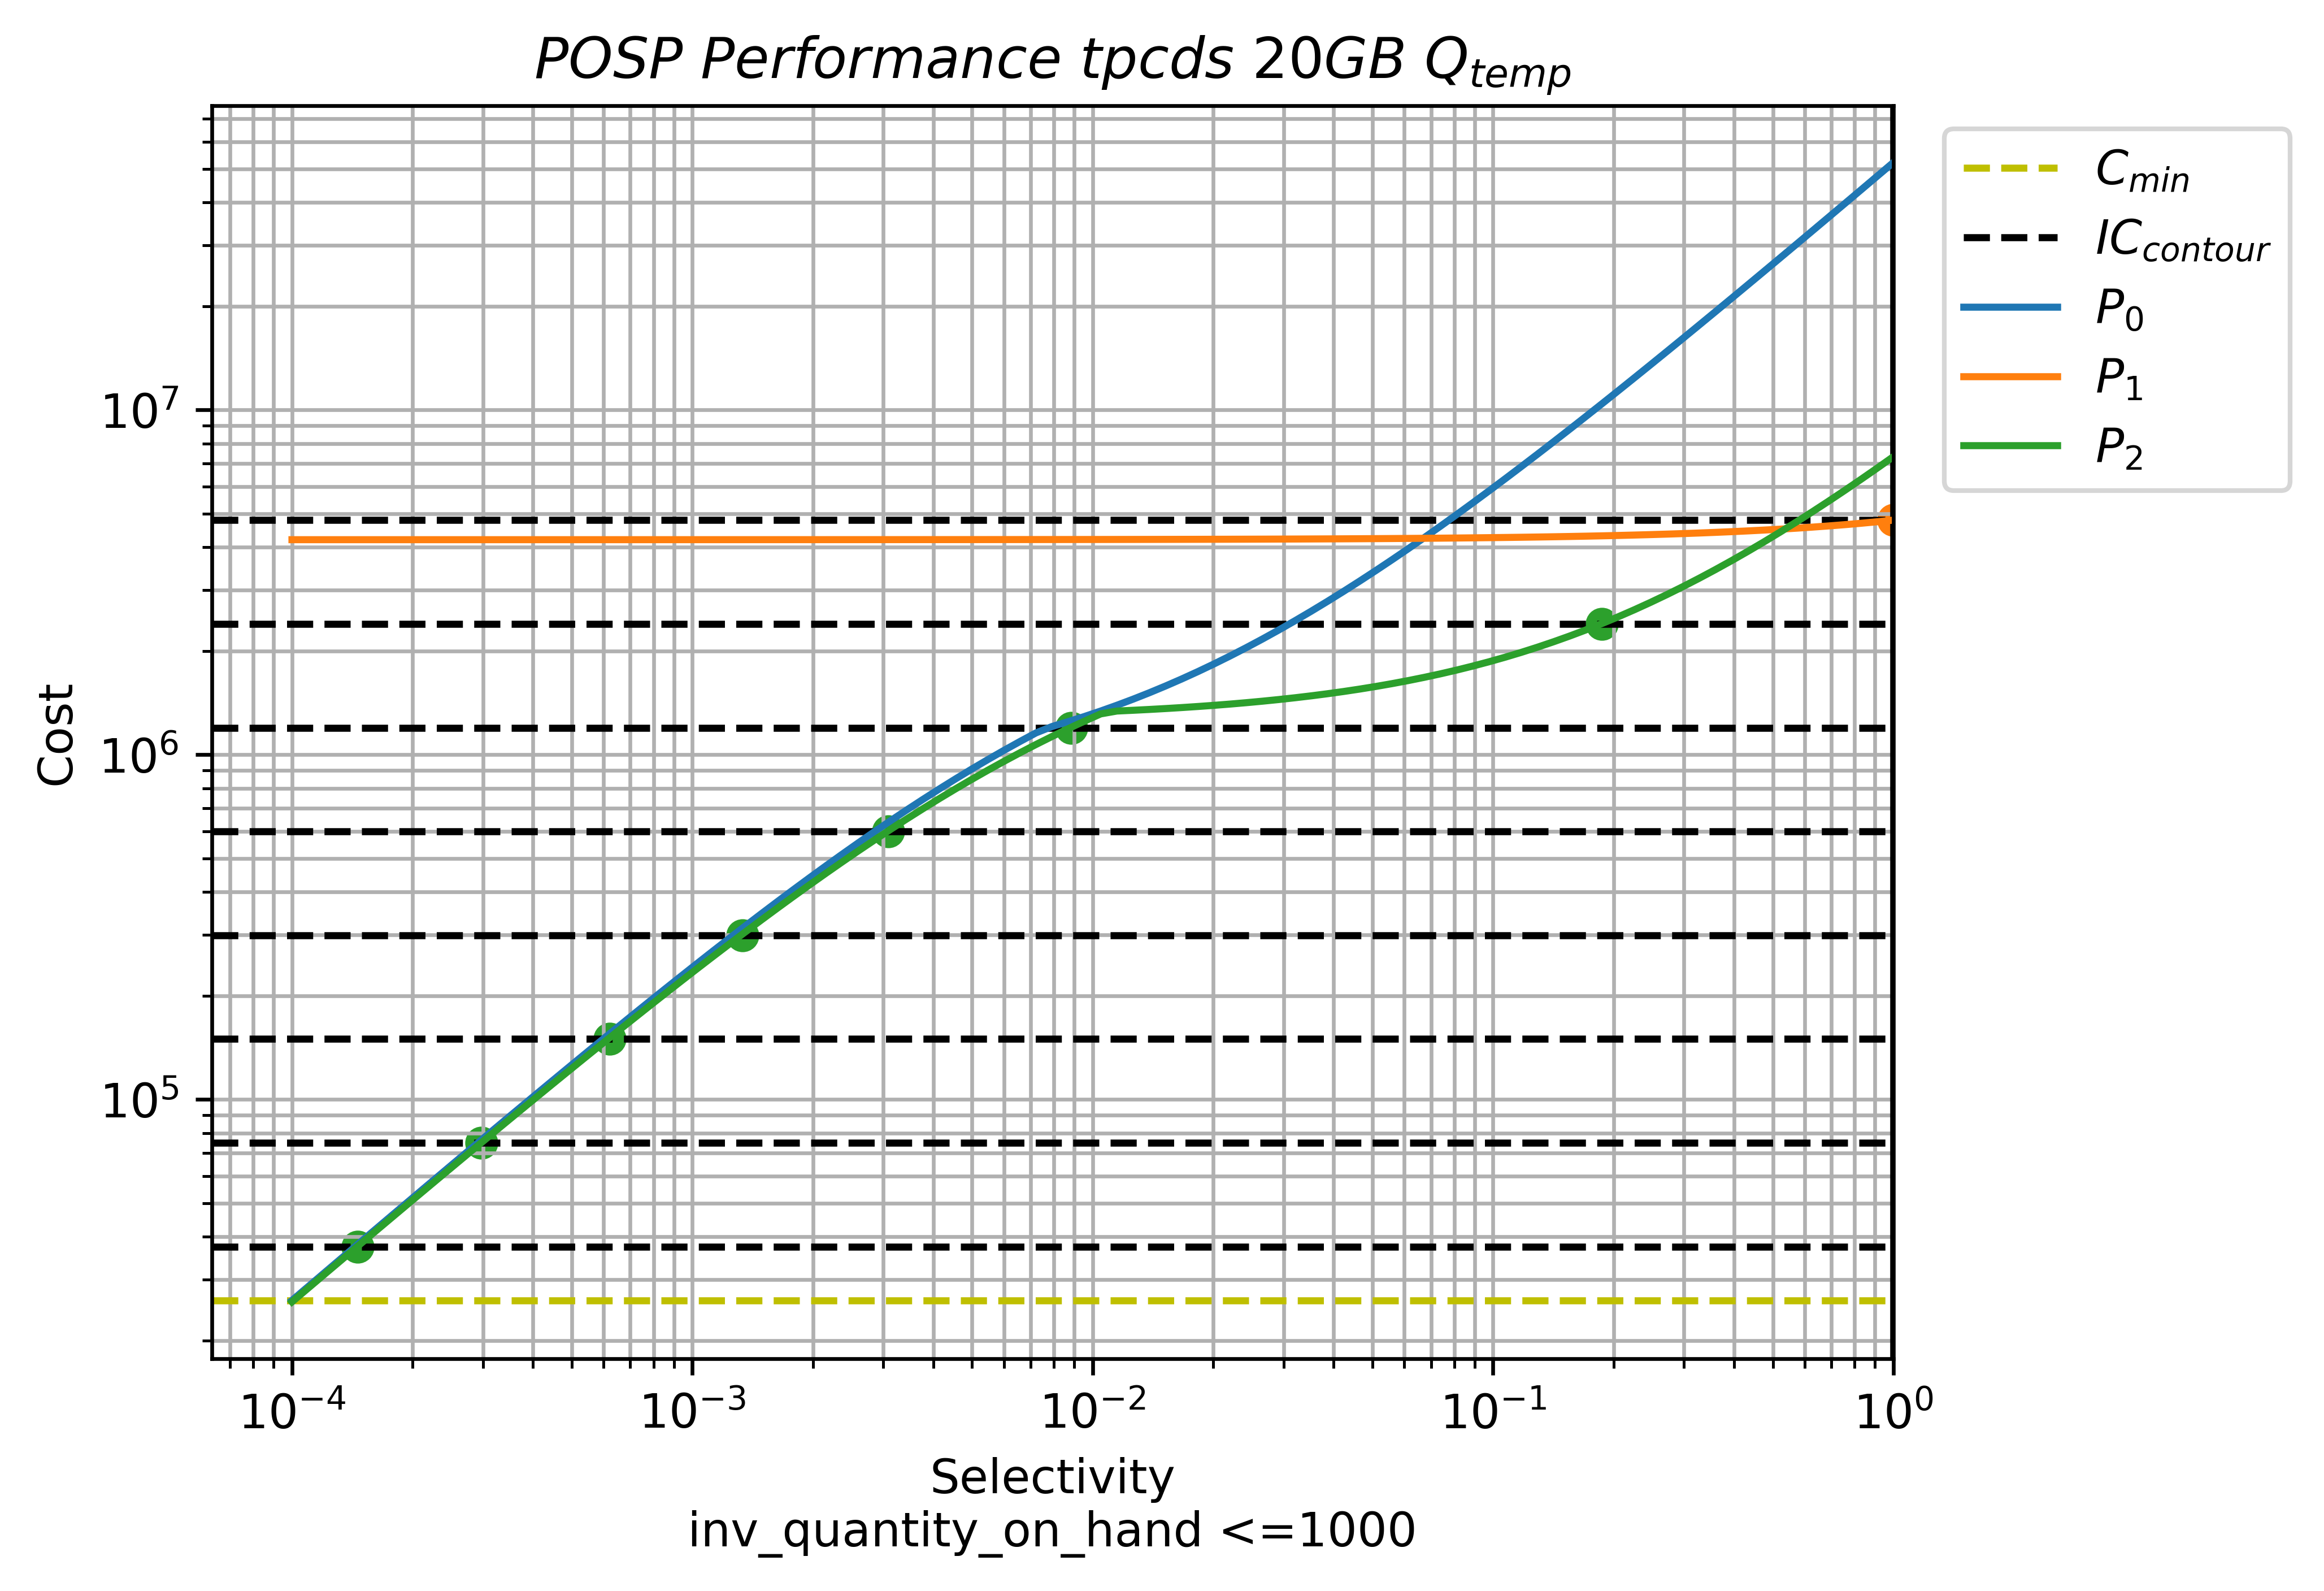 POSP Performance tpcds 20GB Q_temp
C_min
IC_contour
P_0
P_1
P_2
Cost
10^7
10^6
10^5
10^-4 10^-3 10^-2 10^-1 10^0
Selectivity
inv_quantity_on_hand <=1000